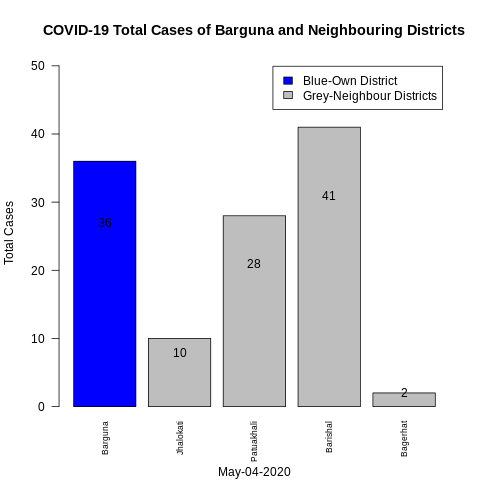 COVID-19 Total Cases of Barguna and Neighbouring Districts
Blue-Own District
Grey-Neighbour Districts
Total Cases
50
40
30
20
10
0
36
10
28
41
2
Barguna
Jhalokati
Patuakhali
Barishal
Bagerhat
May-04-2020